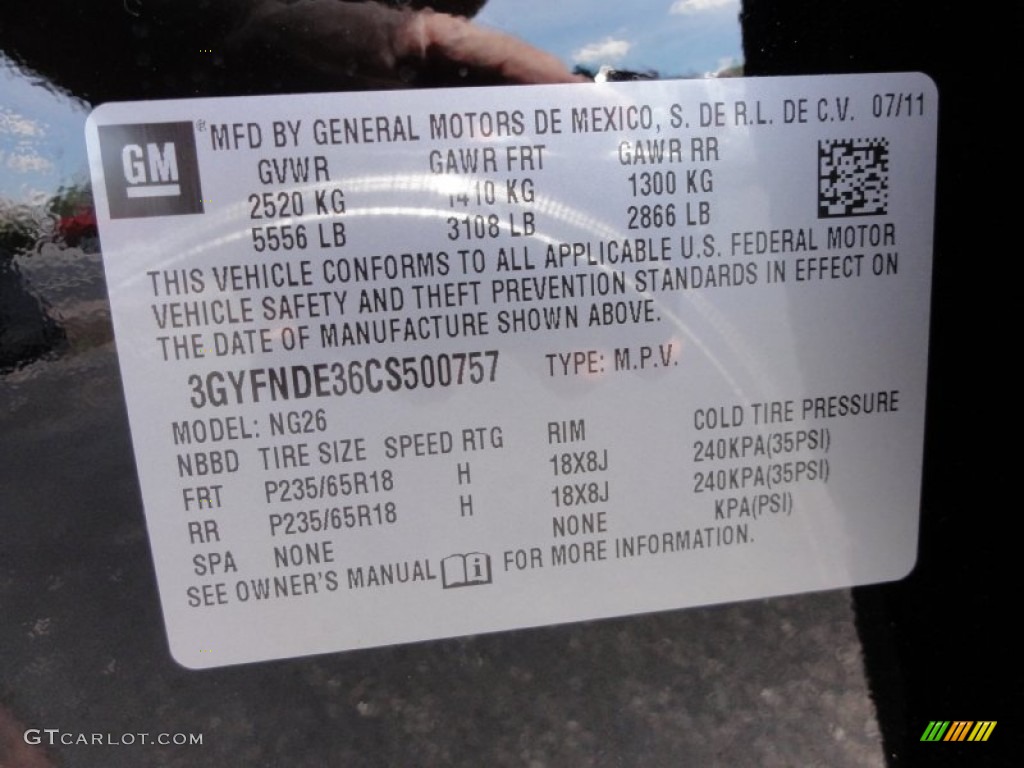 GM ® MFD BY GENERAL MOTORS DE MEXICO, S. DE R.L. DE C.V. 07/11
GVWR GAWR FRT GAWR RR
2520 KG 1410 KG 1300 KG
5556 LB 3108 LB 2866 LB
THIS VEHICLE CONFORMS TO ALL APPLICABLE U.S. FEDERAL MOTOR
VEHICLE SAFETY AND THEFT PREVENTION STANDARDS IN EFFECT ON
THE DATE OF MANUFACTURE SHOWN ABOVE.
3GYFNDE36CS500757 TYPE: M.P.V.
MODEL: NG26
NBBD TIRE SIZE SPEED RTG RIM COLD TIRE PRESSURE
FRT P235/65R18 H 18X8J 240KPA(35PSI)
RR P235/65R18 H 18X8J 240KPA(35PSI)
SPA NONE NONE KPA(PSI)
SEE OWNER'S MANUAL i FOR MORE INFORMATION.
GTCARLOT.COM